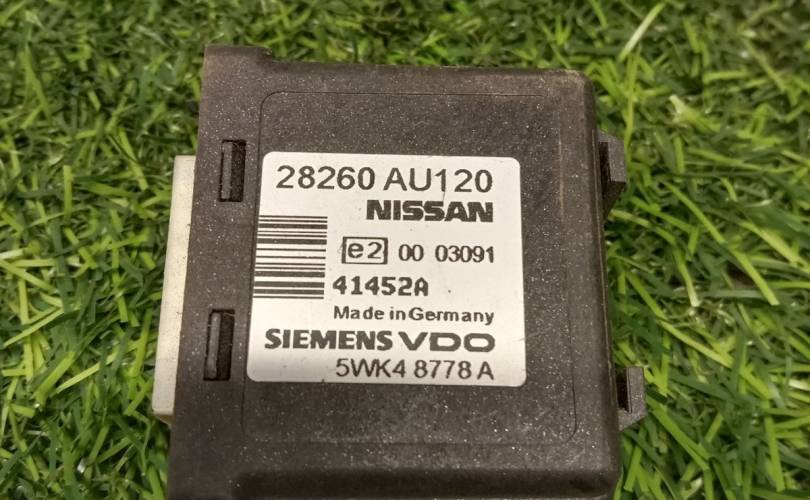 28260 AU120
NISSAN
e2 00 03091
41452A
Made in Germany
SIEMENS VDO
5WK4 8778 A